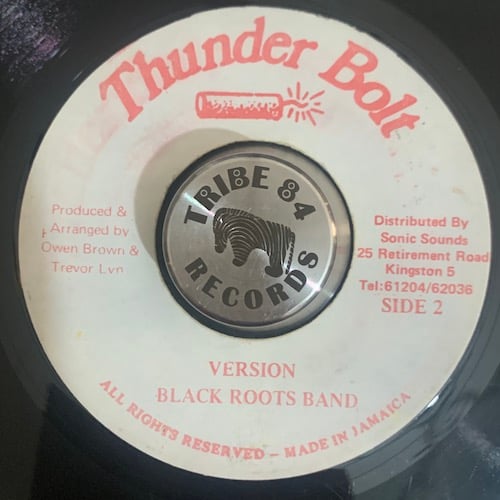 Thunder Bolt
TRIBE 84
RECORDS
Produced &
Arranged by
Owen Brown &
Trevor Lyn
Distributed By
Sonic Sounds
25 Retirement Road
Kingston 5
Tel:61204/62036
SIDE 2
VERSION
BLACK ROOTS BAND
ALL RIGHTS RESERVED – MADE IN JAMAICA